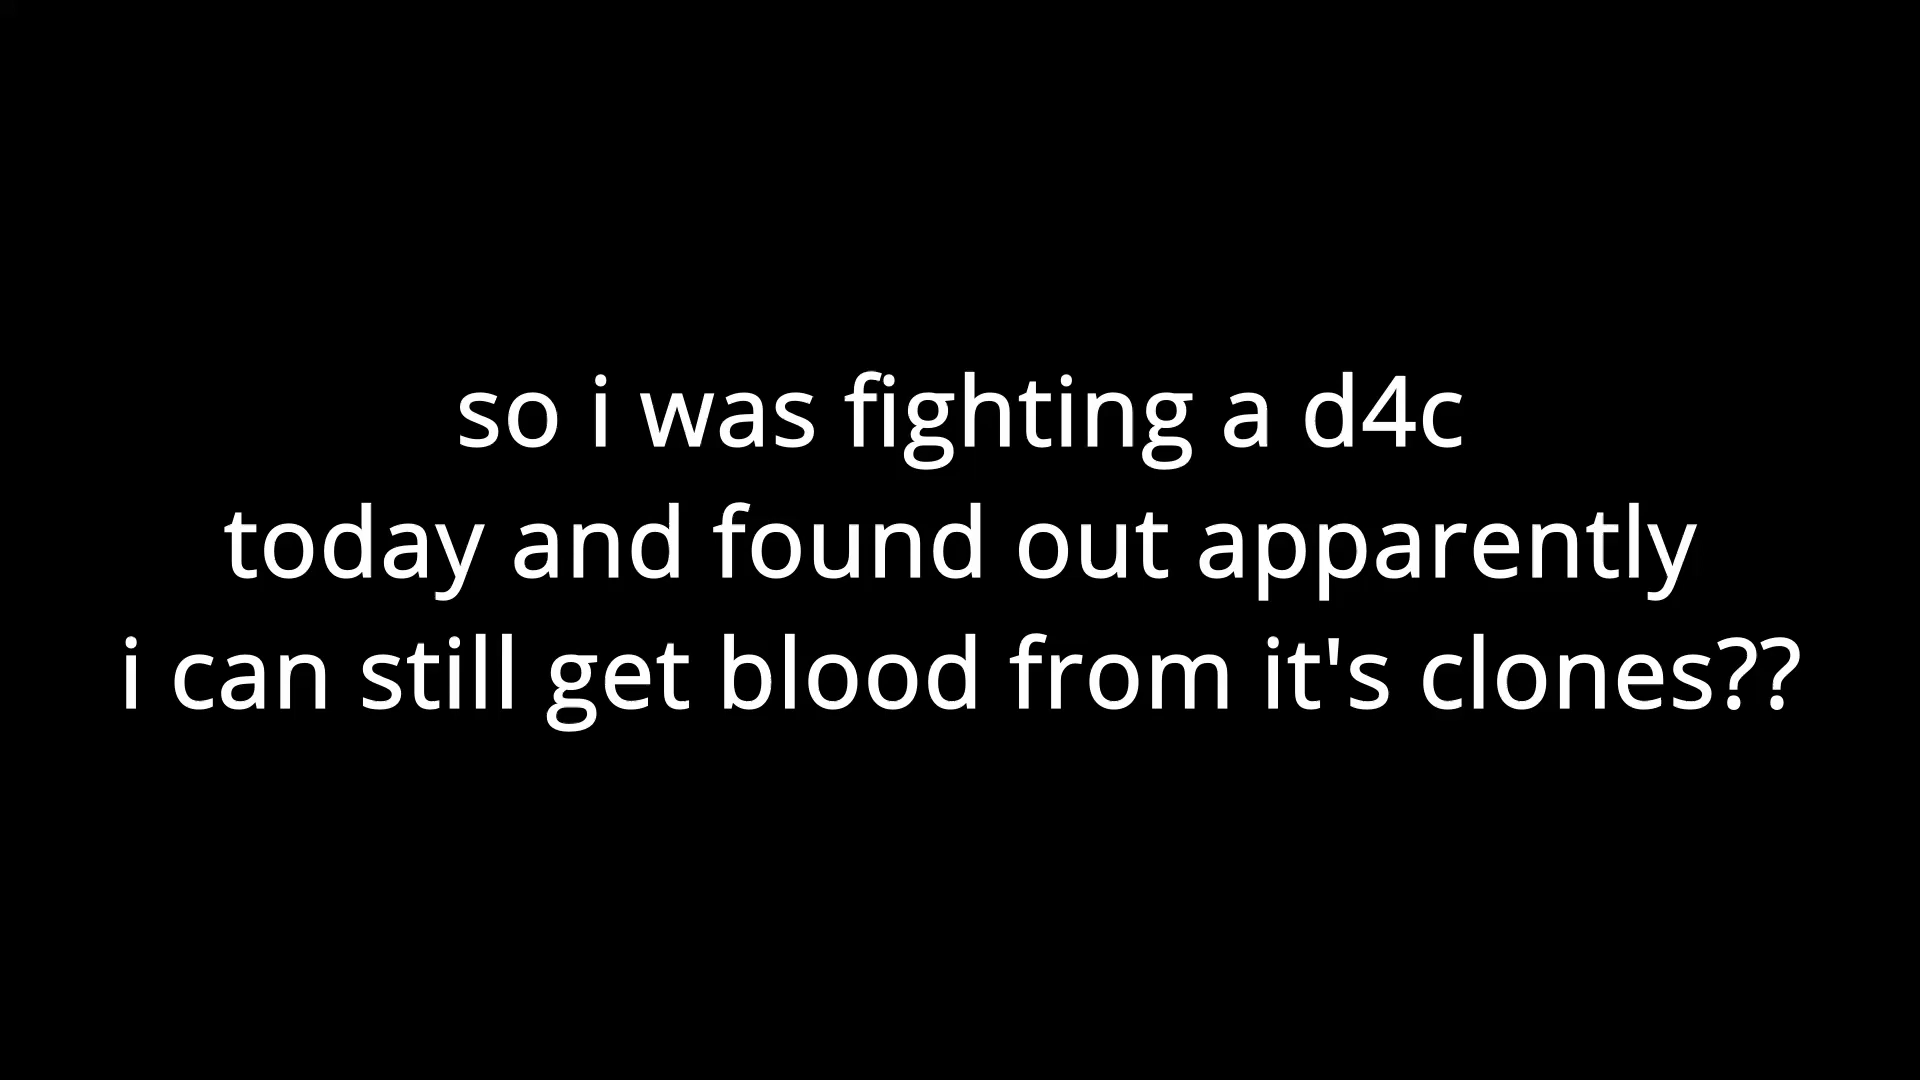 so i was fighting a d4c
today and found out apparently
i can still get blood from it's clones??